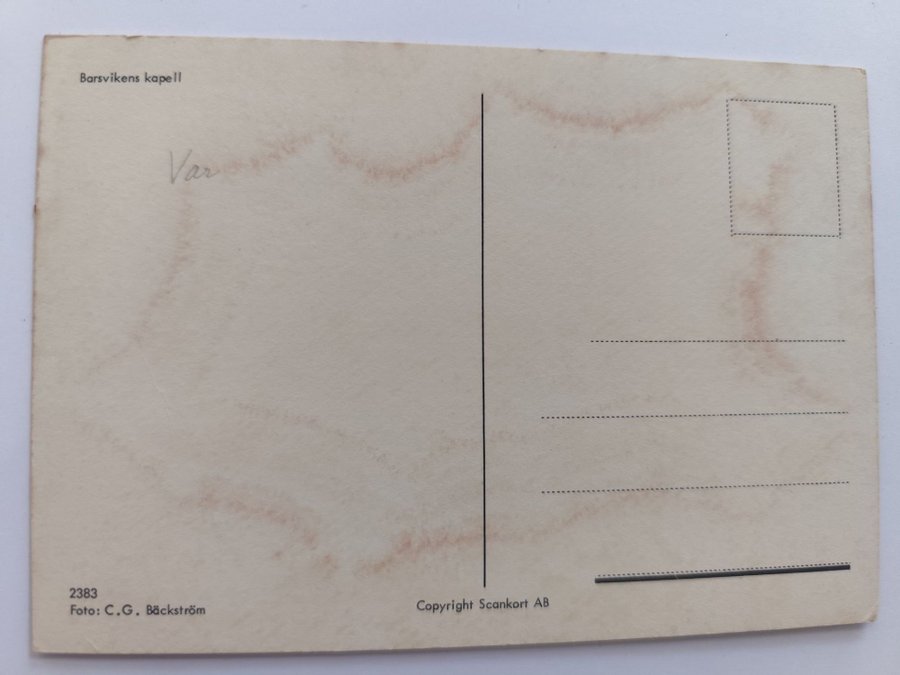 Barsvikens kapell
Var
2383
Foto: C.G. Bäckström
Copyright Scankort AB